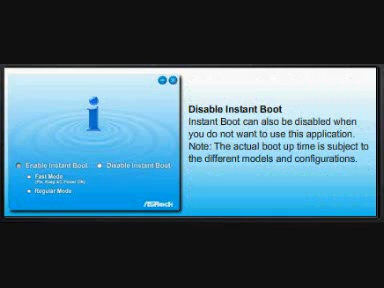 Disable Instant Boot
Instant Boot can also be disabled when
you do not want to use this application.
Note: The actual boot up time is subject to
the different models and configurations.
i
Enable Instant Boot Disable Instant Boot
Fast Mode
Regular Mode
ASRock